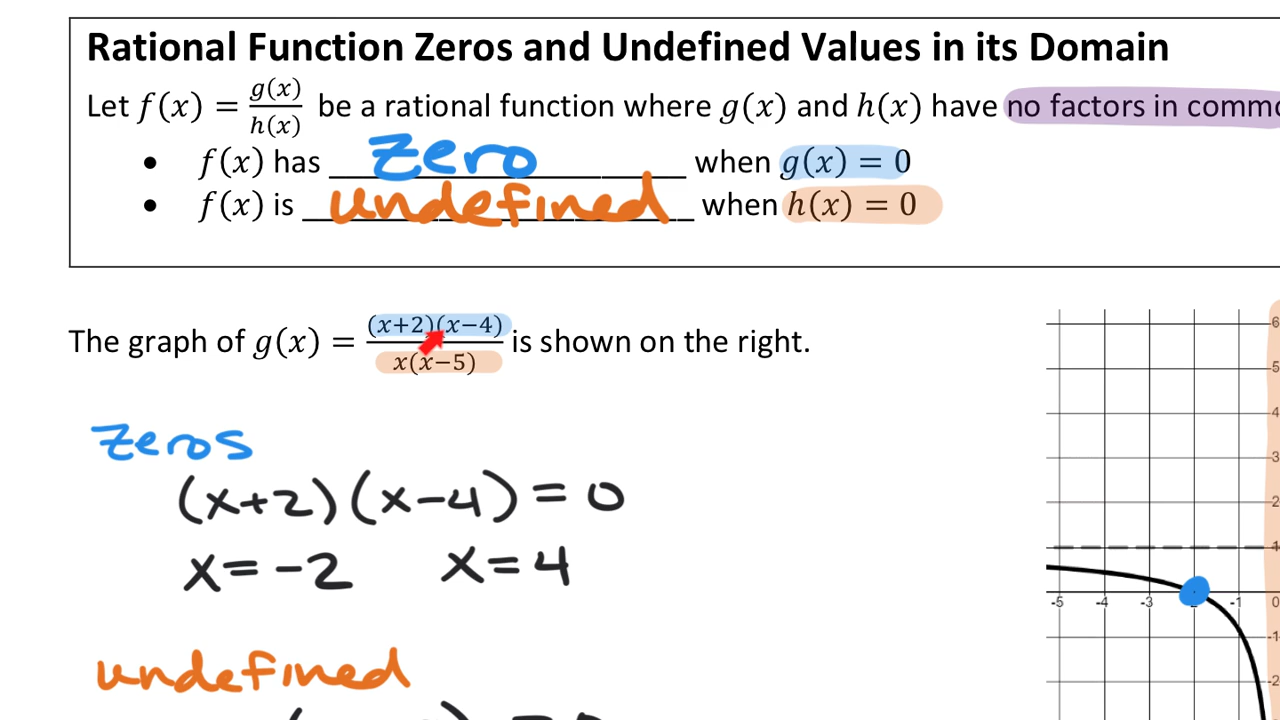 Rational Function Zeros and Undefined Values in its Domain
Let f(x) = g(x)/h(x) be a rational function where g(x) and h(x) have no factors in commo
• f(x) has zero when g(x) = 0
• f(x) is undefined when h(x) = 0
The graph of g(x) = (x+2)(x−4)/x(x−5) is shown on the right.
zeros
(x+2)(x-4)=0
x=-2 x=4
undefined
6
5
4
3
2
1
-5 -4 -3 -1 0
-1
-2